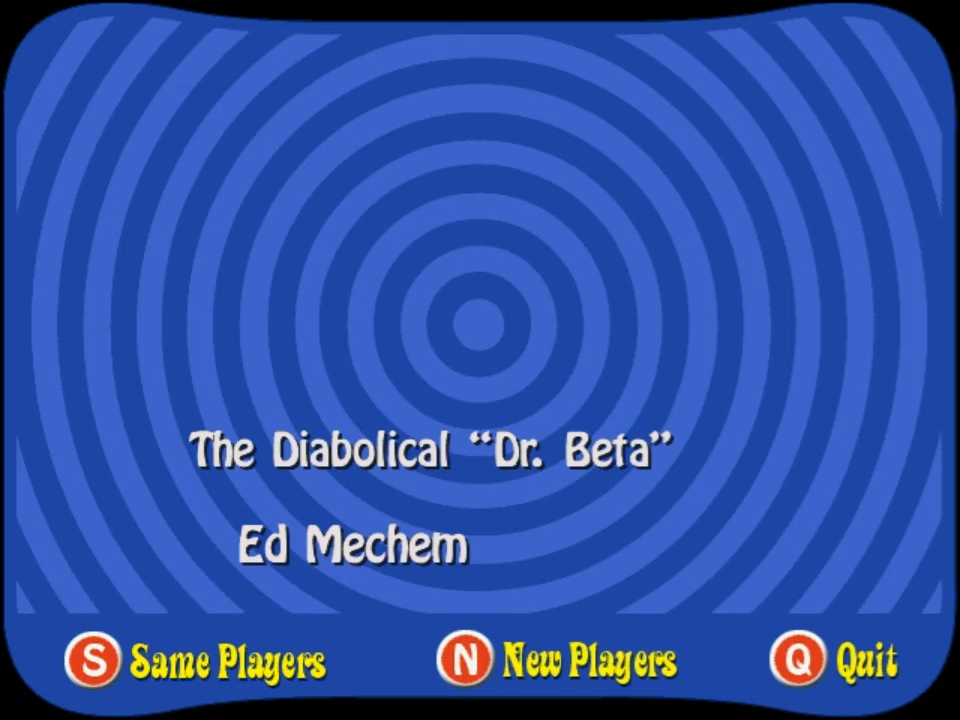 The Diabolical “Dr. Beta”
Ed Mechem
S Same Players N New Players Q Quit